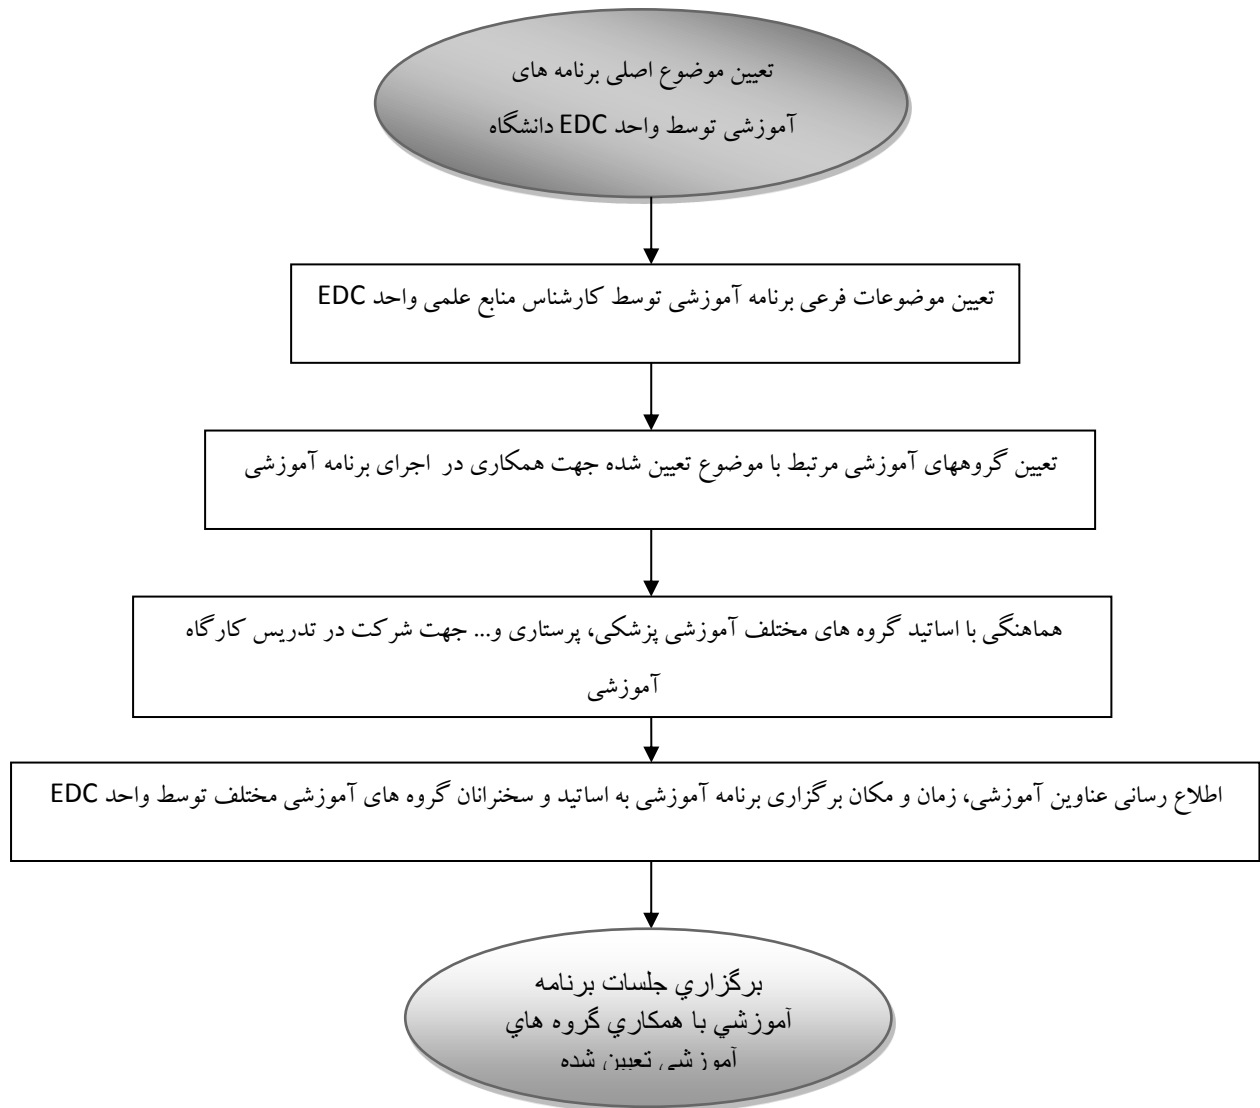 تعیین موضوع اصلی برنامه های
آموزشی توسط واحد EDC دانشگاه
تعیین موضوعات فرعی برنامه آموزشی توسط کارشناس منابع علمی واحد EDC
تعیین گروههای آموزشی مرتبط با موضوع تعیین شده جهت همکاری در اجرای برنامه آموزشی
هماهنگی با اساتید گروه های مختلف آموزشی پزشکی، پرستاری و... جهت شرکت در تدریس کارگاه
آموزشی
اطلاع رسانی عناوین آموزشی، زمان و مکان برگزاری برنامه آموزشی به اساتید و سخنرانان گروه های آموزشی مختلف توسط واحد EDC
برگزاري جلسات برنامه
آموزشي با همكاري گروه هاي
آموزشي تعيين شده